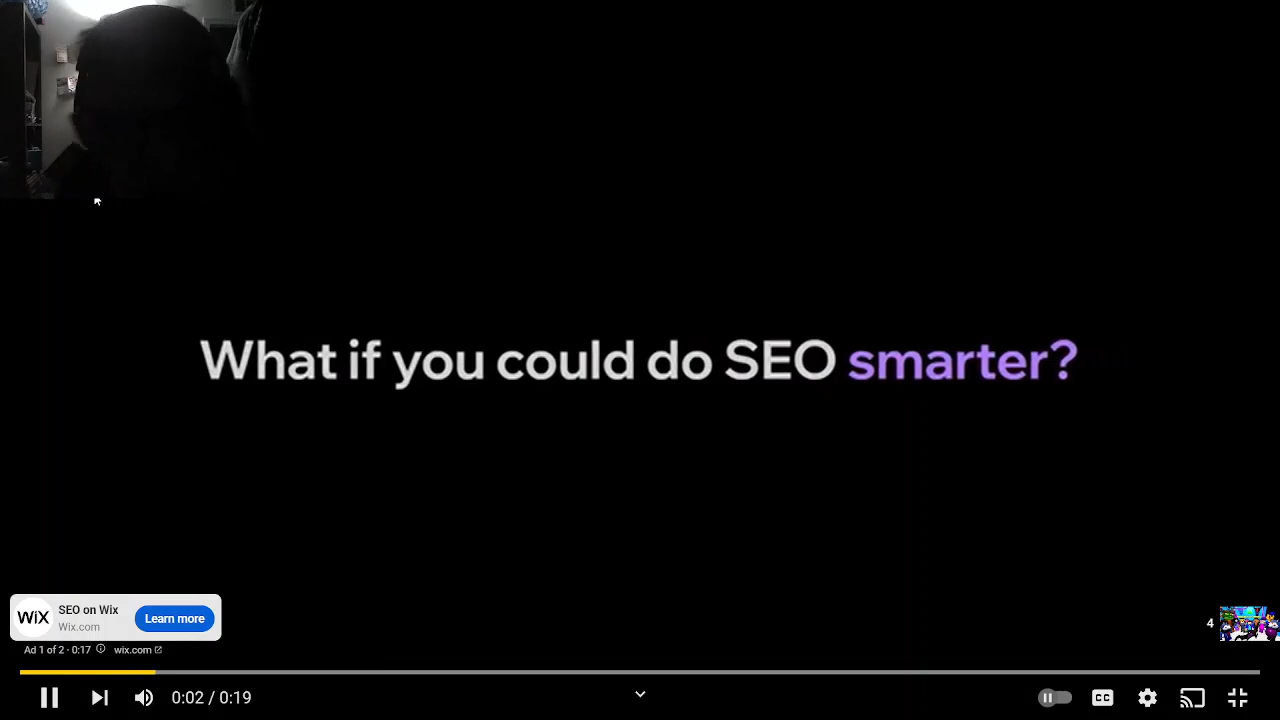 What if you could do SEO smarter?
WiX
SEO on Wix
Wix.com
Learn more
4
Ad 1 of 2 · 0:17
wix.com
0:02 / 0:19
CC